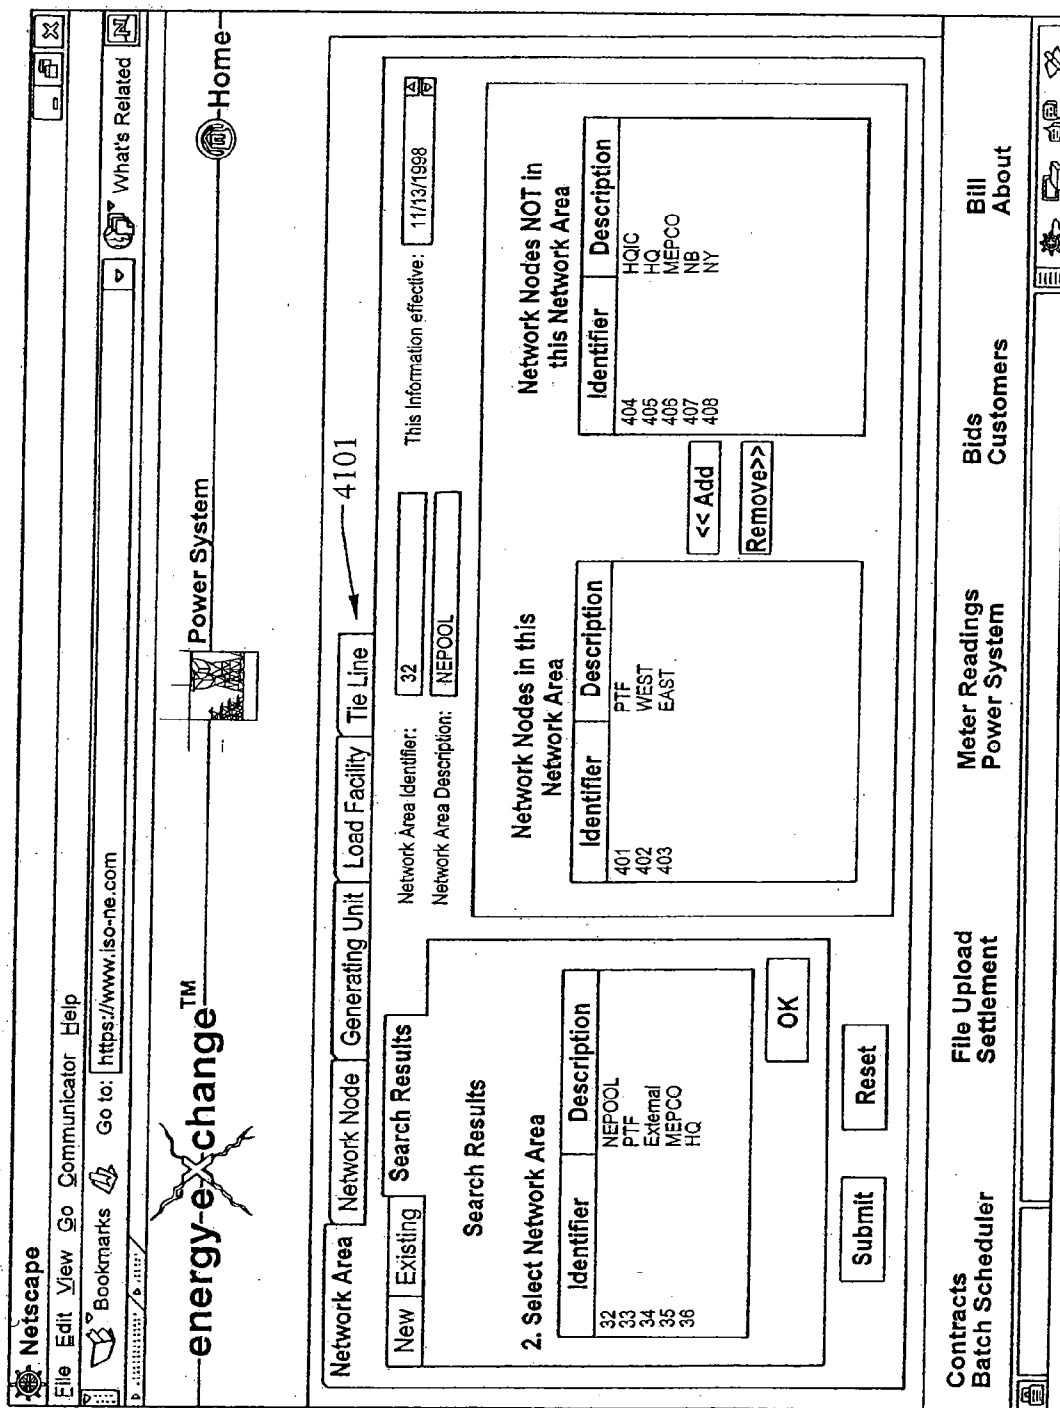 Netscape
File Edit View Go Communicator Help
Bookmarks Go to: https://www.iso-ne.com What's Related
N
energy-e-x-change™ Power System Home
Network Area Network Node Generating Unit Load Facility Tie Line 4101
New Existing Search Results
Search Results
2. Select Network Area
Identifier Description
32 NEPOOL
33 PTF
34 External
35 MEPCO
36 HQ
OK
Submit Reset
Network Area Identifier: 32 This Information effective: 11/13/1998
Network Area Description: NEPOOL
Network Nodes in this
Network Area
Identifier Description
401 PTF
402 WEST
403 EAST
<< Add
Remove>>
Network Nodes NOT in
this Network Area
Identifier Description
404 HQIC
405 HQ
406 MEPCO
407 NB
408 NY
Contracts File Upload Meter Readings Bids Bill
Batch Scheduler Settlement Power System Customers About